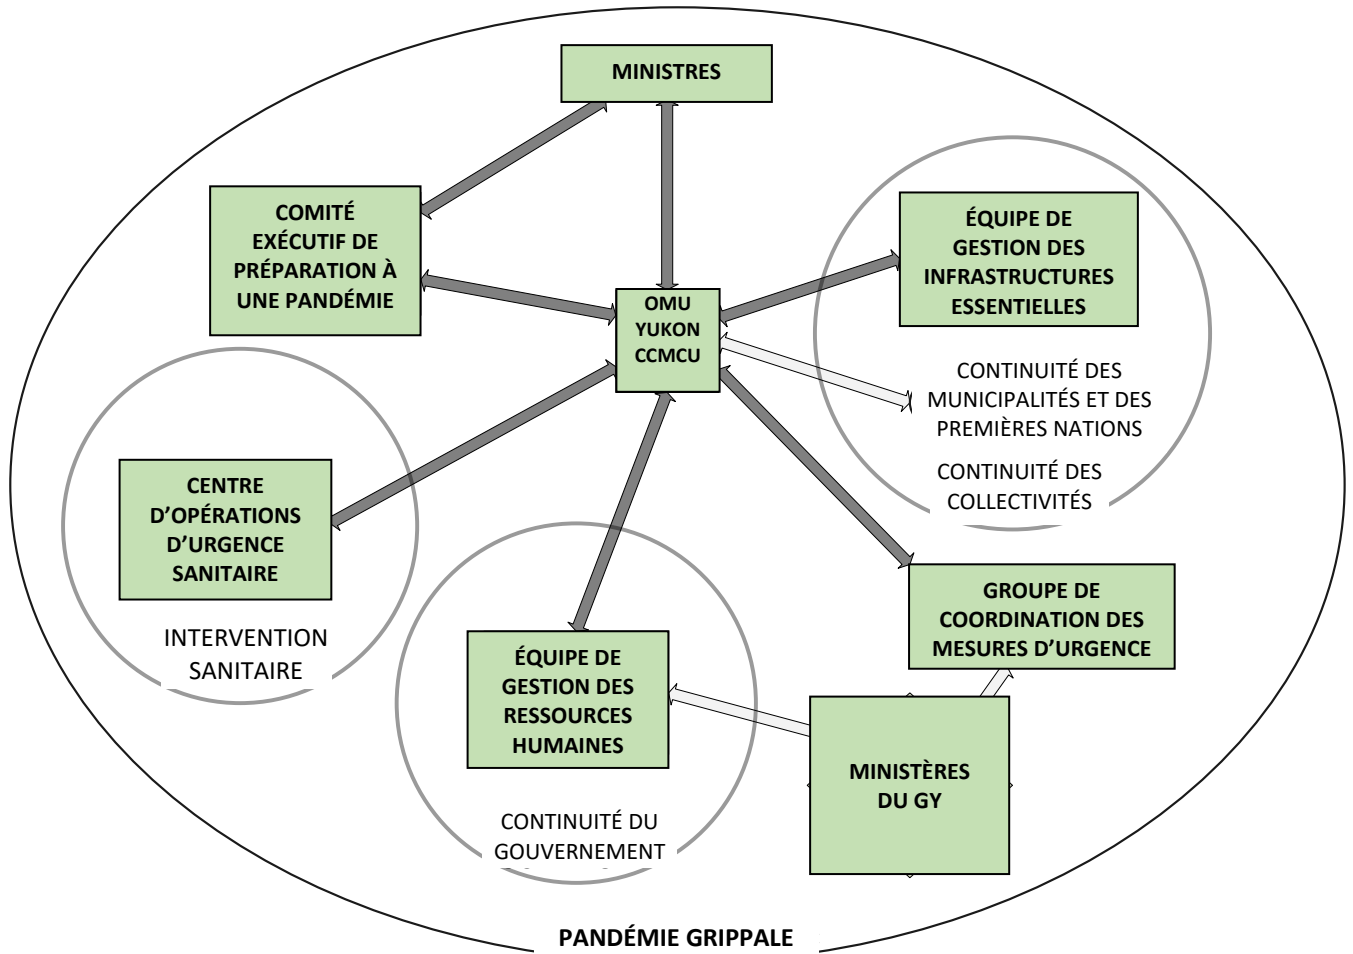 MINISTRES
COMITÉ
EXÉCUTIF DE
PRÉPARATION À
UNE PANDÉMIE
ÉQUIPE DE
GESTION DES
INFRASTRUCTURES
ESSENTIELLES
OMU
YUKON
CCMCU
CONTINUITÉ DES
MUNICIPALITÉS ET DES
PREMIÈRES NATIONS
CONTINUITÉ DES
COLLECTIVITÉS
CENTRE
D’OPÉRATIONS
D’URGENCE
SANITAIRE
INTERVENTION
SANITAIRE
GROUPE DE
COORDINATION DES
MESURES D’URGENCE
ÉQUIPE DE
GESTION DES
RESSOURCES
HUMAINES
MINISTÈRES
DU GY
CONTINUITÉ DU
GOUVERNEMENT
PANDÉMIE GRIPPALE